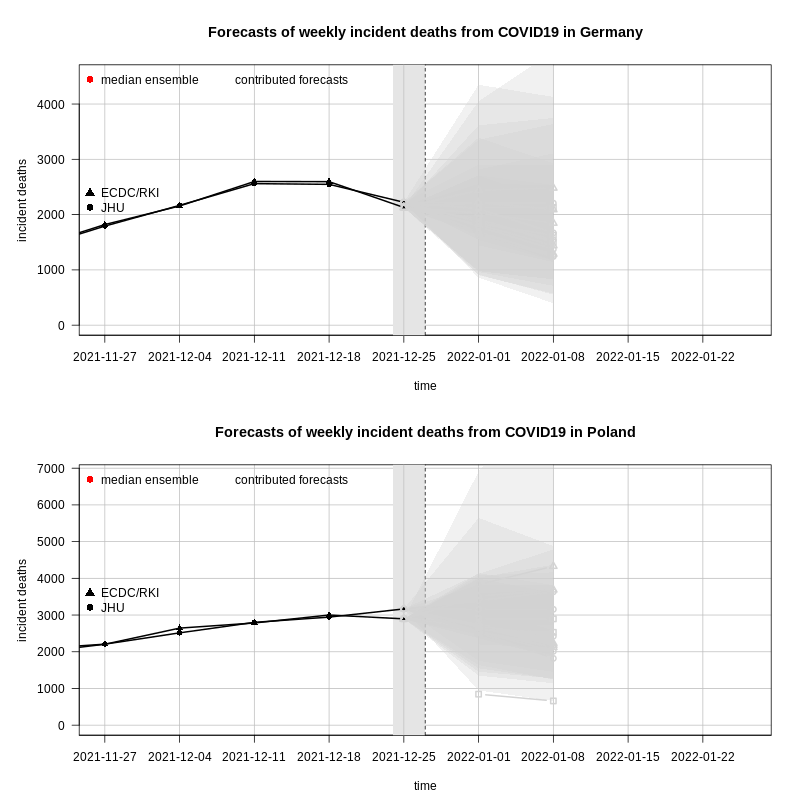 Forecasts of weekly incident deaths from COVID19 in Germany
median ensemble contributed forecasts
4000
3000
ECDC/RKI
JHU
2000
1000
0
incident deaths
2021-11-27 2021-12-04 2021-12-11 2021-12-18 2021-12-25 2022-01-01 2022-01-08 2022-01-15 2022-01-22
time
Forecasts of weekly incident deaths from COVID19 in Poland
7000
median ensemble contributed forecasts
6000
5000
4000
ECDC/RKI
JHU
3000
2000
1000
0
incident deaths
2021-11-27 2021-12-04 2021-12-11 2021-12-18 2021-12-25 2022-01-01 2022-01-08 2022-01-15 2022-01-22
time